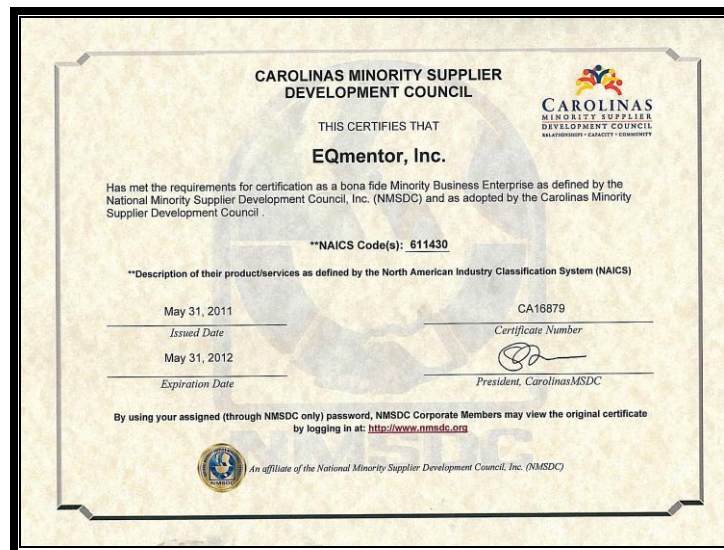 CAROLINAS MINORITY SUPPLIER
DEVELOPMENT COUNCIL
CAROLINAS
MINORITY SUPPLIER
DEVELOPMENT COUNCIL
RELATIONSHIPS - CAPACITY - COMMUNITY
THIS CERTIFIES THAT
EQmentor, Inc.
Has met the requirements for certification as a bona fide Minority Business Enterprise as defined by the
National Minority Supplier Development Council, Inc. (NMSDC) and as adopted by the Carolinas Minority
Supplier Development Council .
**NAICS Code(s): 611430
**Description of their product/services as defined by the North American Industry Classification System (NAICS)
May 31, 2011
Issued Date
CA16879
Certificate Number
May 31, 2012
Expiration Date
President, CarolinasMSDC
By using your assigned (through NMSDC only) password, NMSDC Corporate Members may view the original certificate
by logging in at: http://www.nmsdc.org
NMSDC
NMSDC
An affiliate of the National Minority Supplier Development Council, Inc. (NMSDC)